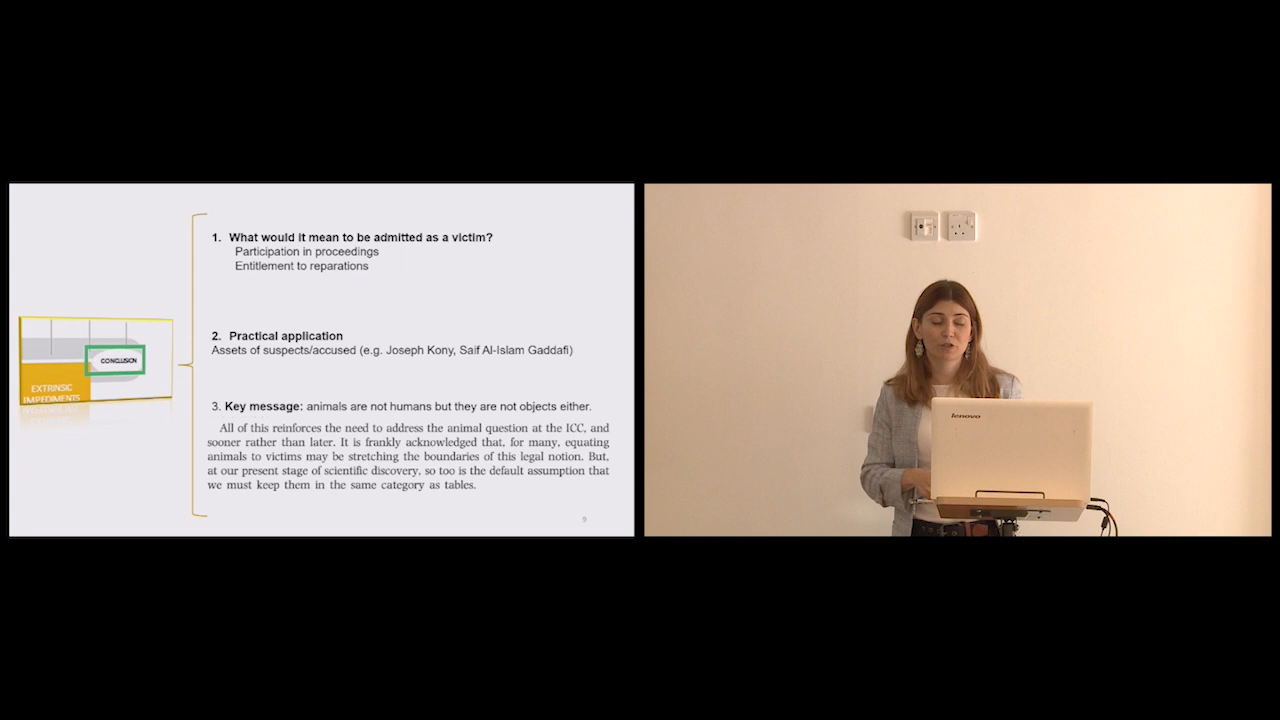 1. What would it mean to be admitted as a victim?
Participation in proceedings
Entitlement to reparations
2. Practical application
Assets of suspects/accused (e.g. Joseph Kony, Saif Al-Islam Gaddafi)
CONCLUSION
EXTRINSIC
IMPEDIMENTS
3. Key message: animals are not humans but they are not objects either.
All of this reinforces the need to address the animal question at the ICC, and
sooner rather than later. It is frankly acknowledged that, for many, equating
animals to victims may be stretching the boundaries of this legal notion. But,
at our present stage of scientific discovery, so too is the default assumption that
we must keep them in the same category as tables.
9
lenovo